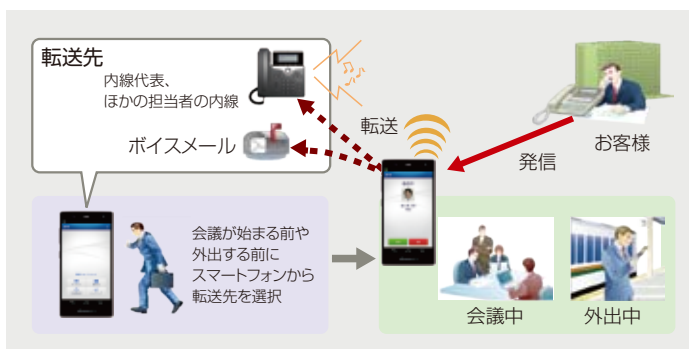 転送先
内線代表、
ほかの担当者の内線
ボイスメール
転送
発信
お客様
会議が始まる前や
外出する前に
スマートフォンから
転送先を選択
会議中
外出中